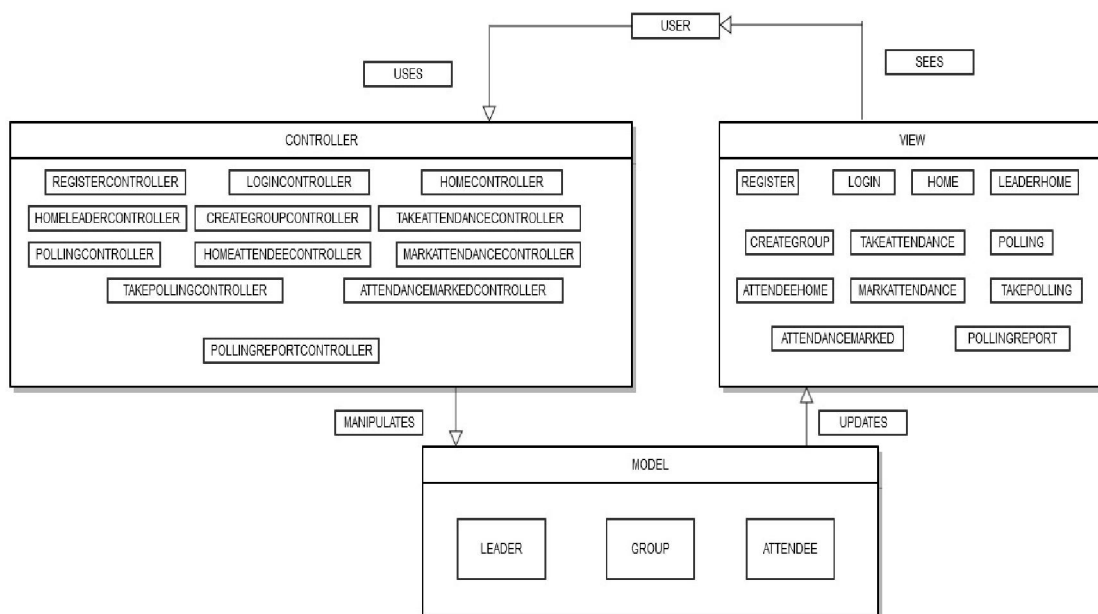 USER
USES
SEES
CONTROLLER
REGISTERCONTROLLER LOGINCONTROLLER HOMECONTROLLER
HOMELEADERCONTROLLER CREATEGROUPCONTROLLER TAKEATTENDANCECONTROLLER
POLLINGCONTROLLER HOMEATTENDEECONTROLLER MARKATTENDANCECONTROLLER
TAKEPOLLINGCONTROLLER ATTENDANCEMARKEDCONTROLLER
POLLINGREPORTCONTROLLER
VIEW
REGISTER LOGIN HOME LEADERHOME
CREATEGROUP TAKEATTENDANCE POLLING
ATTENDEEHOME MARKATTENDANCE TAKEPOLLING
ATTENDANCEMARKED POLLINGREPORT
MANIPULATES
UPDATES
MODEL
LEADER GROUP ATTENDEE